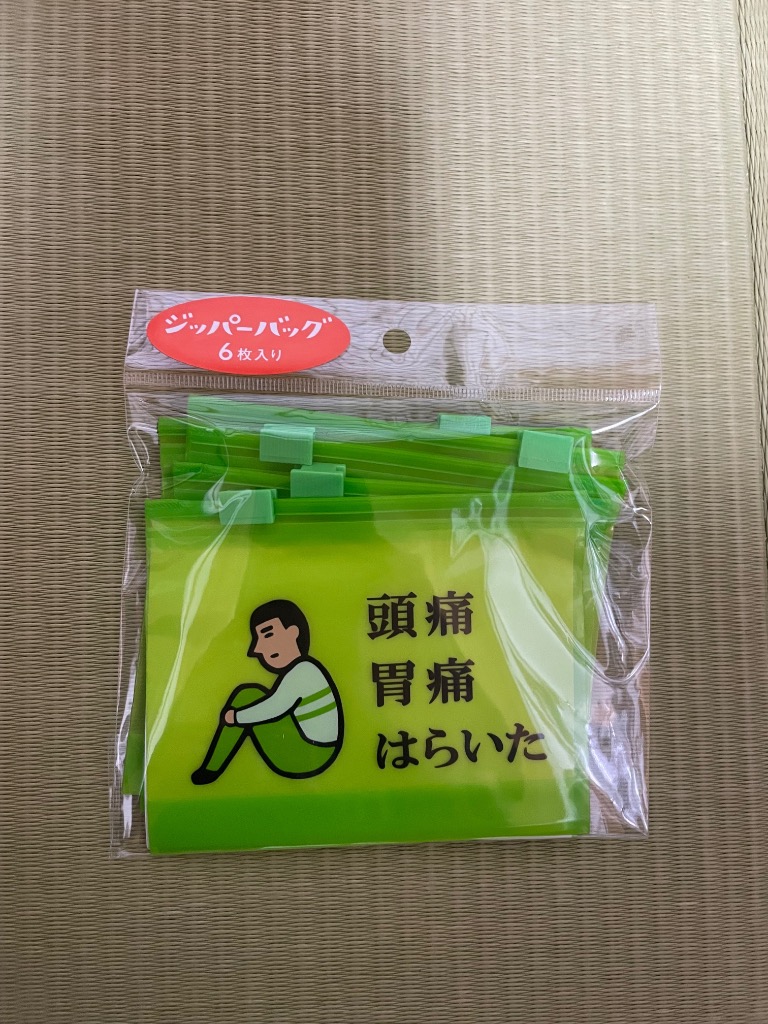 ジッパーバッグ
6枚入り
頭痛
胃痛
はらいた